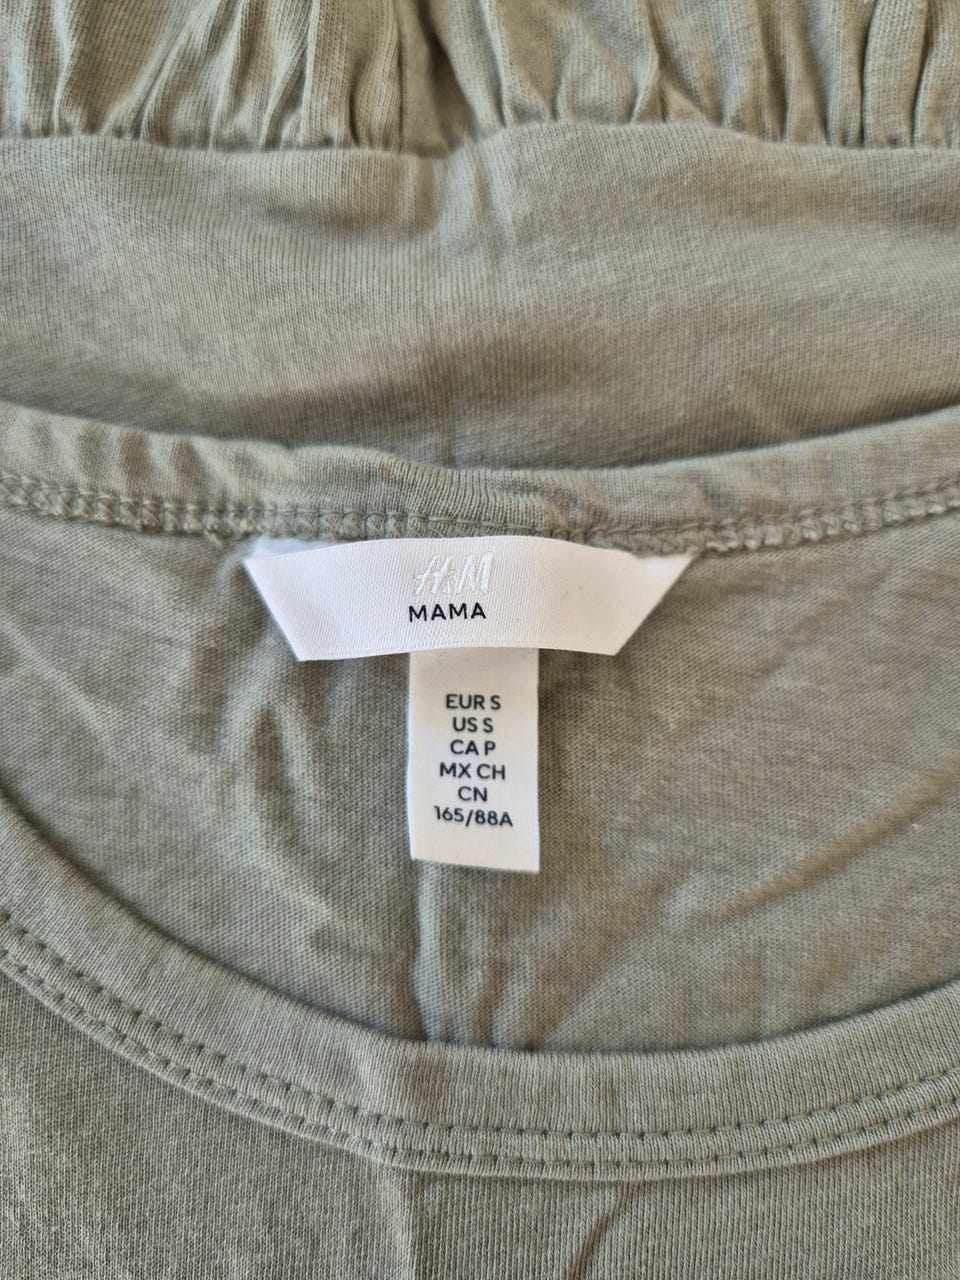 H&M
MAMA
EUR S
US S
CA P
MX CH
CN
165/88A